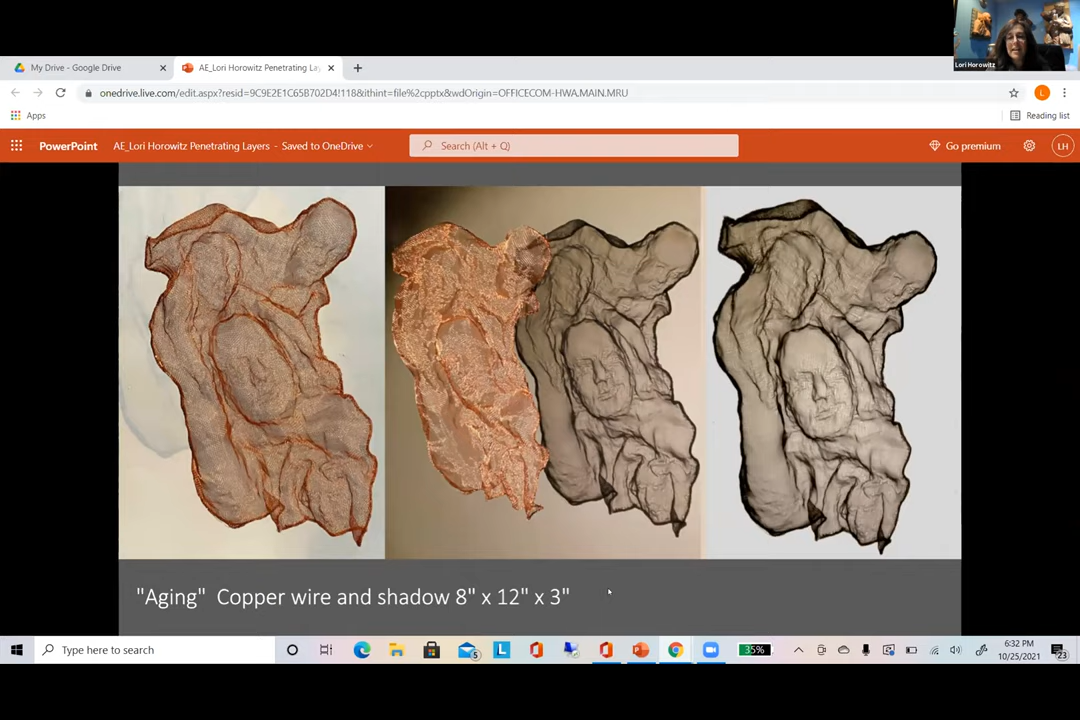 Lori Horowitz
My Drive - Google Drive
AE_Lori Horowitz Penetrating Lay
onedrive.live.com/edit.aspx?resid=9C9E2E1C65B702D4!118&ithint=file%2cpptx&wdOrigin=OFFICECOM-HWA.MAIN.MRU
L
Apps
Reading list
PowerPoint
AE_Lori Horowitz Penetrating Layers - Saved to OneDrive
Search (Alt + Q)
Go premium
LH
"Aging" Copper wire and shadow 8" x 12" x 3"
Type here to search
5
L
35%
6:32 PM
10/25/2021
23